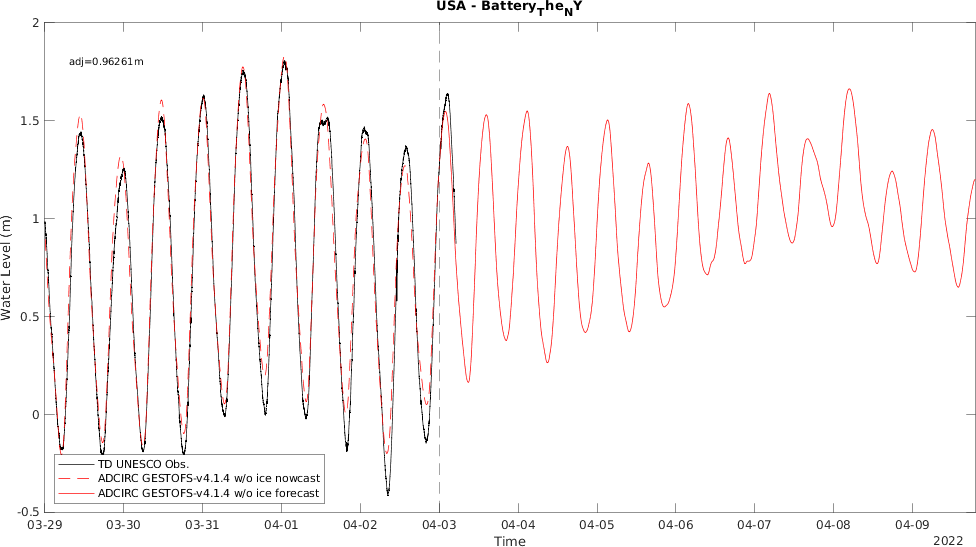 USA - Battery_The_NY
2
adj=0.96261m
1.5
1
Water Level (m)
0.5
0
TD UNESCO Obs.
ADCIRC GESTOFS-v4.1.4 w/o ice nowcast
ADCIRC GESTOFS-v4.1.4 w/o ice forecast
-0.5
03-29 03-30 03-31 04-01 04-02 04-03 04-04 04-05 04-06 04-07 04-08 04-09
Time
2022